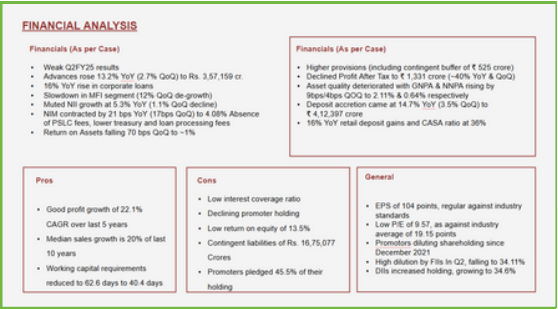 FINANCIAL ANALYSIS
Financials (As per Case)
• Weak Q2FY25 results
• Advances rose 13.2% YoY (2.7% QoQ) to Rs. 3,57,159 cr.
• 16% YoY rise in corporate loans
• Slowdown in MFI segment (12% QoQ de-growth)
• Muted NII growth at 5.3% YoY (1.1% QoQ decline)
• NIM contracted by 21 bps YoY (17bps QoQ) to 4.08% Absence
of PSLC fees, lower treasury and loan processing fees
• Return on Assets falling 70 bps QoQ to ~1%
Financials (As per Case)
• Higher provisions (including contingent buffer of ₹ 525 crore)
• Declined Profit After Tax to ₹ 1,331 crore (~40% YoY & QoQ)
• Asset quality deteriorated with GNPA & NNPA rising by
9bps/4bps QOQ to 2.11% & 0.64% respectively
• Deposit accretion came at 14.7% YoY (3.5% QoQ) to
₹ 4,12,397 crore
• 16% YoY retail deposit gains and CASA ratio at 36%
Pros
• Good profit growth of 22.1%
CAGR over last 5 years
• Median sales growth is 20% of last
10 years
• Working capital requirements
reduced to 62.6 days to 40.4 days
Cons
• Low interest coverage ratio
• Declining promoter holding
• Low return on equity of 13.5%
• Contingent liabilities of Rs. 16,75,077
Crores
• Promoters pledged 45.5% of their
holding
General
• EPS of 104 points, regular against industry
standards
• Low P/E of 9.57, as against industry
average of 19.15 points
• Promotors diluting shareholding since
December 2021
• High dilution by FIIs In Q2, falling to 34.11%
• DIIs increased holding, growing to 34.6%